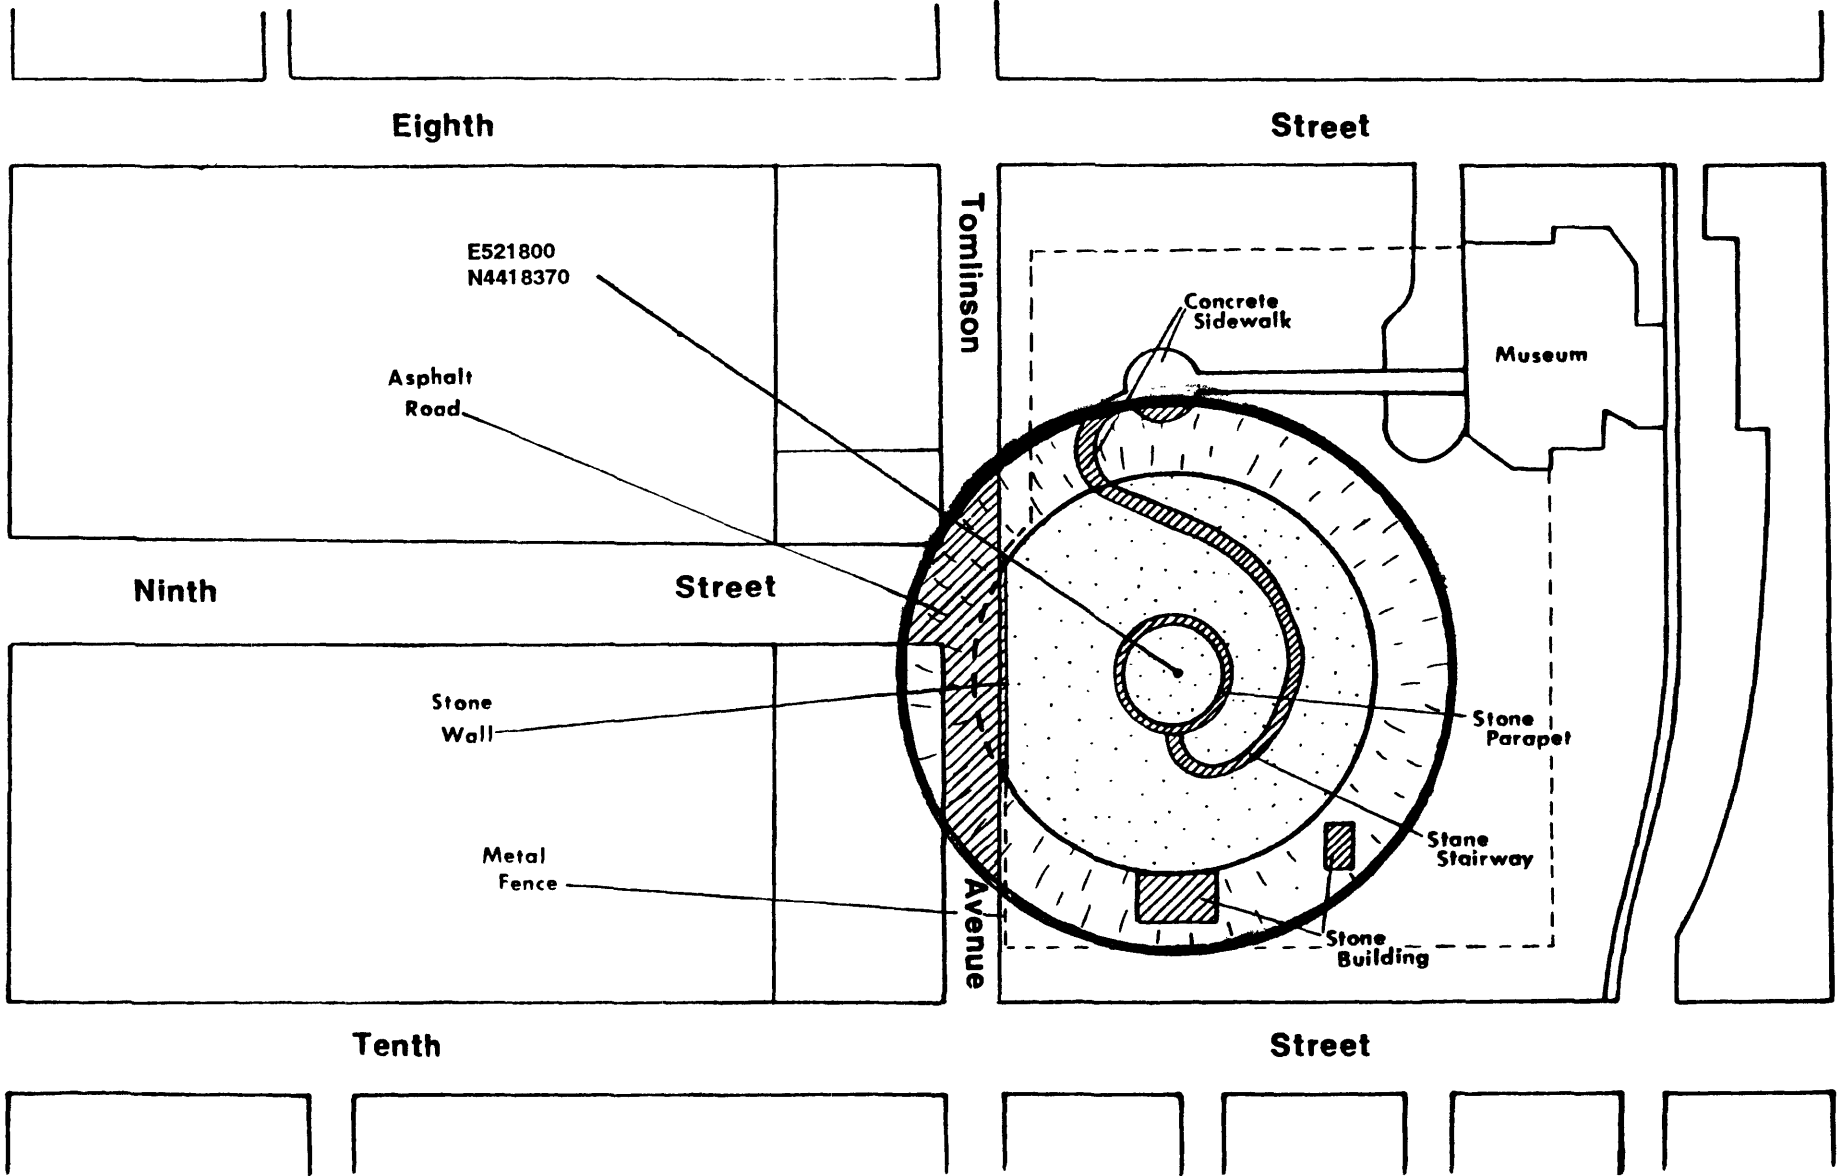 Eighth Street
Tomlinson
E521800
N4418370
Concrete
Sidewalk
Museum
Asphalt
Road
Ninth Street
Stone
Wall
Stone
Parapet
Stane
Stairway
Metal
Fence
Avenue
Stone
Building
Tenth Street